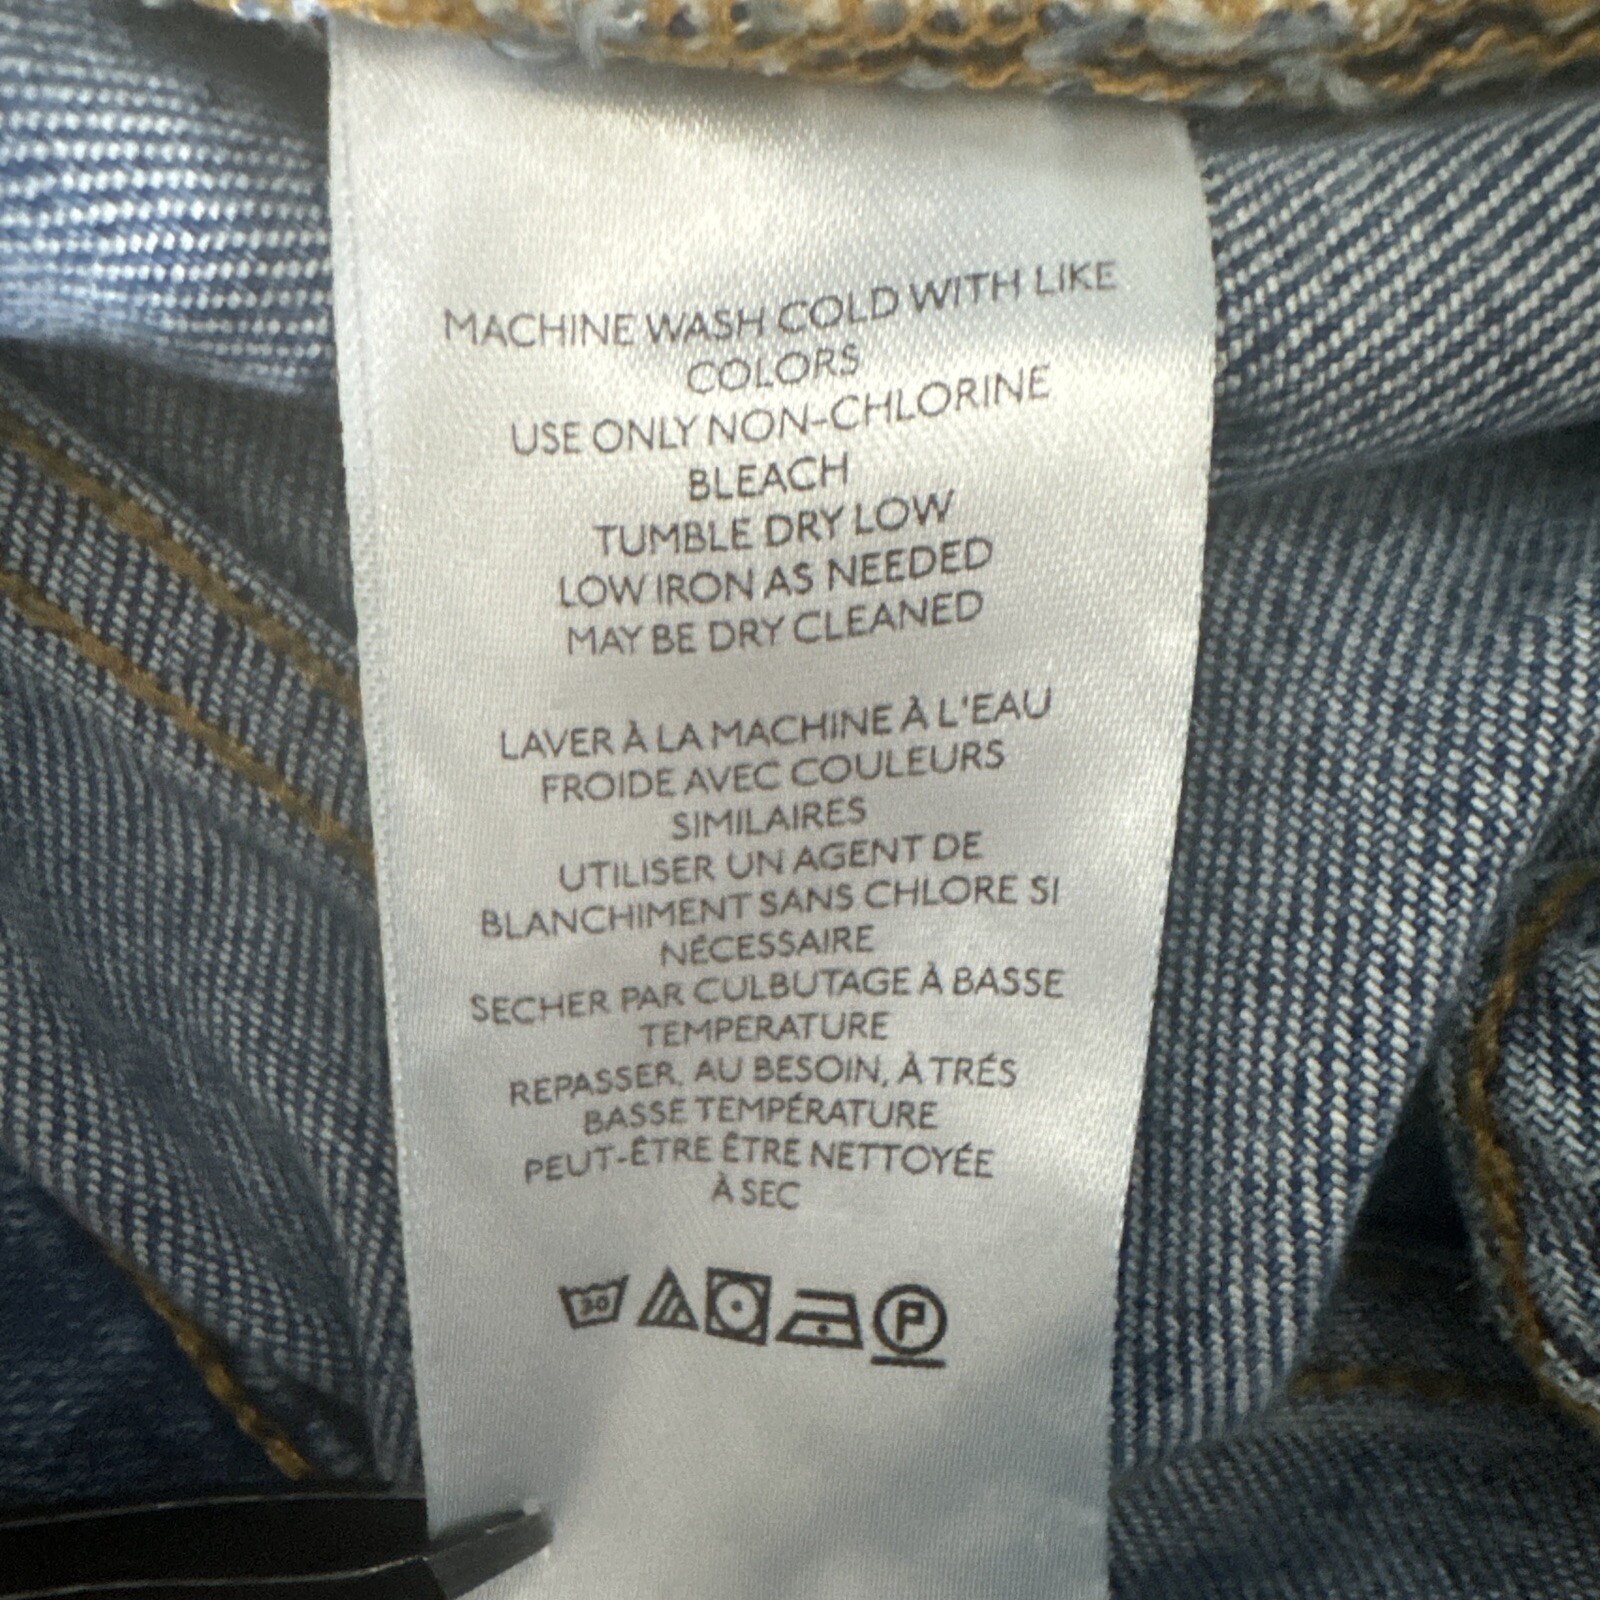 MACHINE WASH COLD WITH LIKE
COLORS
USE ONLY NON-CHLORINE
BLEACH
TUMBLE DRY LOW
LOW IRON AS NEEDED
MAY BE DRY CLEANED
LAVER À LA MACHINE À L'EAU
FROIDE AVEC COULEURS
SIMILAIRES
UTILISER UN AGENT DE
BLANCHIMENT SANS CHLORE SI
NÉCESSAIRE
SECHER PAR CULBUTAGE À BASSE
TEMPERATURE
REPASSER, AU BESOIN, À TRÉS
BASSE TEMPÉRATURE
PEUT-ÊTRE ÊTRE NETTOYÉE
À SEC
30 P